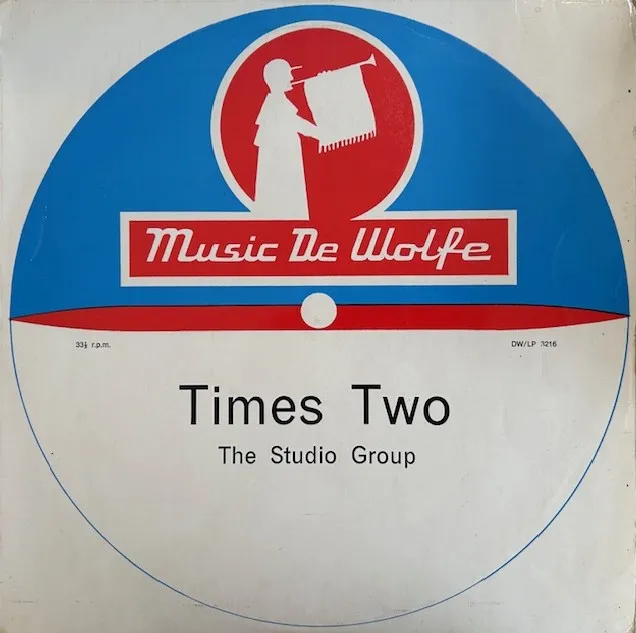 Music De Wolfe
33⅓ r.p.m.
DW/LP 3216
Times Two
The Studio Group